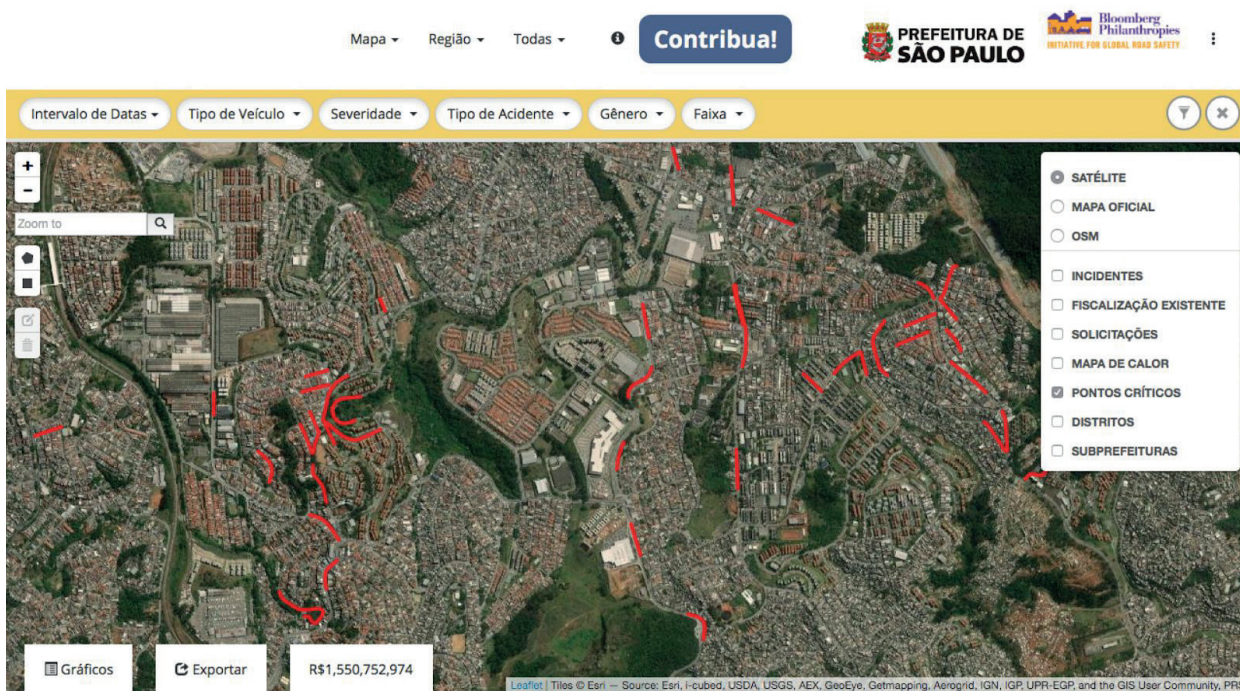 Mapa
Região
Todas
Contribua!
PREFEITURA DE
SÃO PAULO
Bloomberg
Philanthropies
INITIATIVE FOR GLOBAL ROAD SAFETY
Intervalo de Datas
Tipo de Veículo
Severidade
Tipo de Acidente
Gênero
Faixa
+
-
Zoom to
SATÉLITE
MAPA OFICIAL
OSM
INCIDENTES
FISCALIZAÇÃO EXISTENTE
SOLICITAÇÕES
MAPA DE CALOR
PONTOS CRÍTICOS
DISTRITOS
SUBPREFEITURAS
Gráficos
Exportar
R$1,550,752,974
Leaflet | Tiles © Esri — Source: Esri, i-cubed, USDA, USGS, AEX, GeoEye, Getmapping, Aerogrid, IGN, IGP, UPR-EGP, and the GIS User Community, PRS